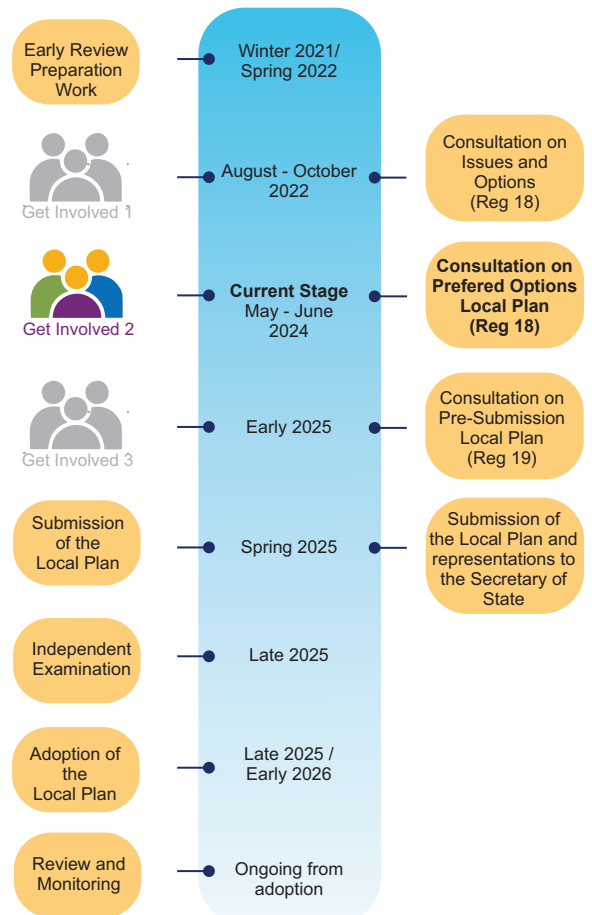 Early Review
Preparation
Work
Winter 2021/
Spring 2022
Get Involved 1
August - October
2022
Consultation on
Issues and
Options
(Reg 18)
Get Involved 2
Current Stage
May - June
2024
Consultation on
Prefered Options
Local Plan
(Reg 18)
Get Involved 3
Early 2025
Consultation on
Pre-Submission
Local Plan
(Reg 19)
Submission
of the
Local Plan
Spring 2025
Submission of
the Local Plan and
representations to
the Secretary of
State
Independent
Examination
Late 2025
Adoption of
the
Local Plan
Late 2025 /
Early 2026
Review and
Monitoring
Ongoing from
adoption